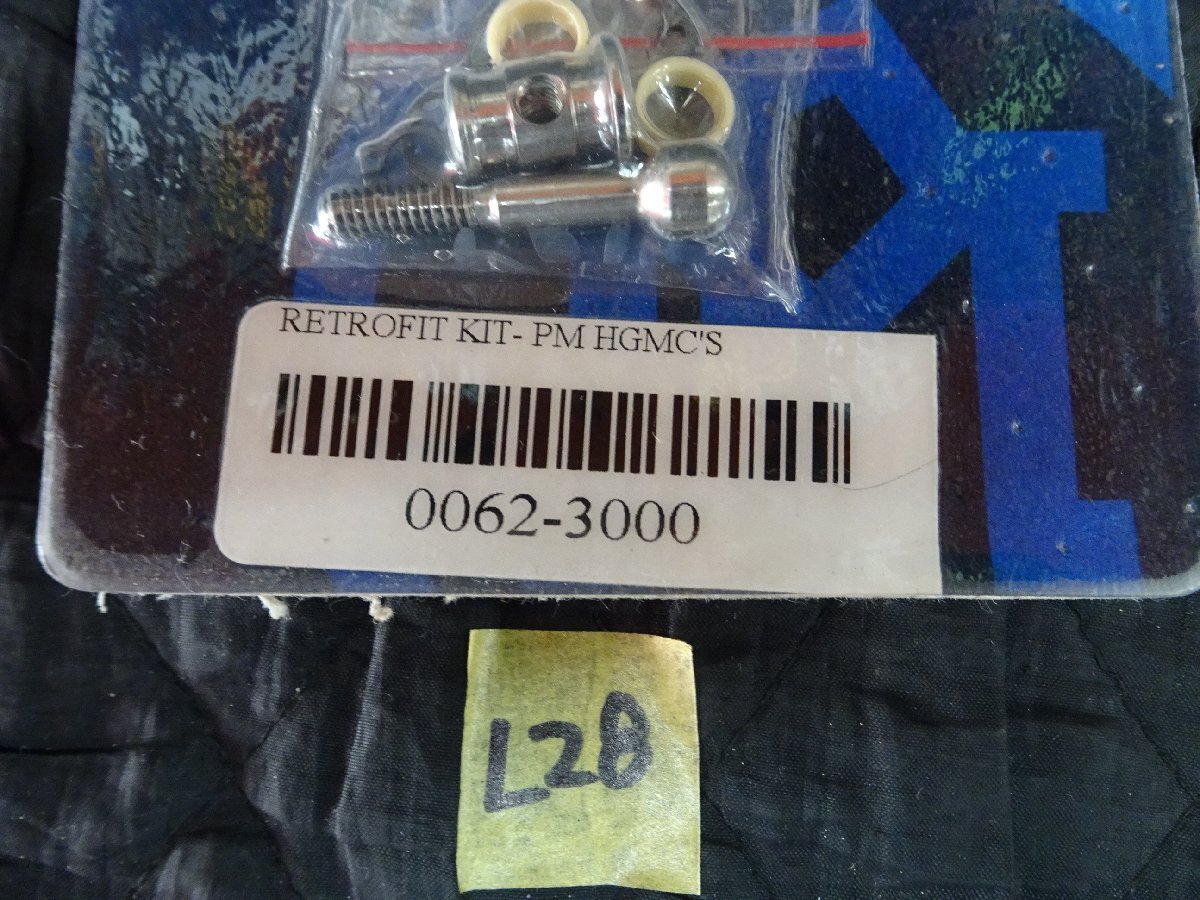 RETROFIT KIT- PM HGMC'S
0062-3000
L28